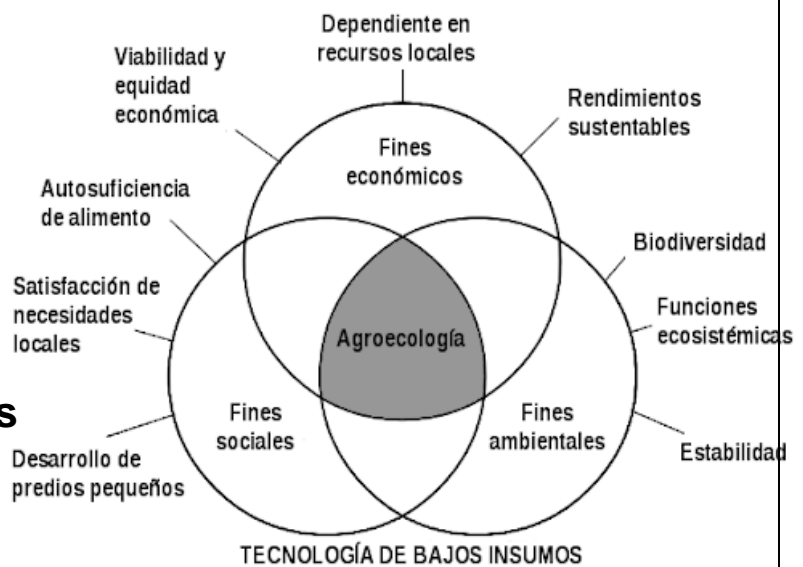 Dependiente en
recursos locales
Viabilidad y
equidad
económica
Rendimientos
sustentables
Fines
económicos
Autosuficiencia
de alimento
Biodiversidad
Satisfacción de
necesidades
locales
Funciones
ecosistémicas
Agroecología
s
Fines
sociales
Fines
ambientales
Desarrollo de
predios pequeños
Estabilidad
TECNOLOGÍA DE BAJOS INSUMOS